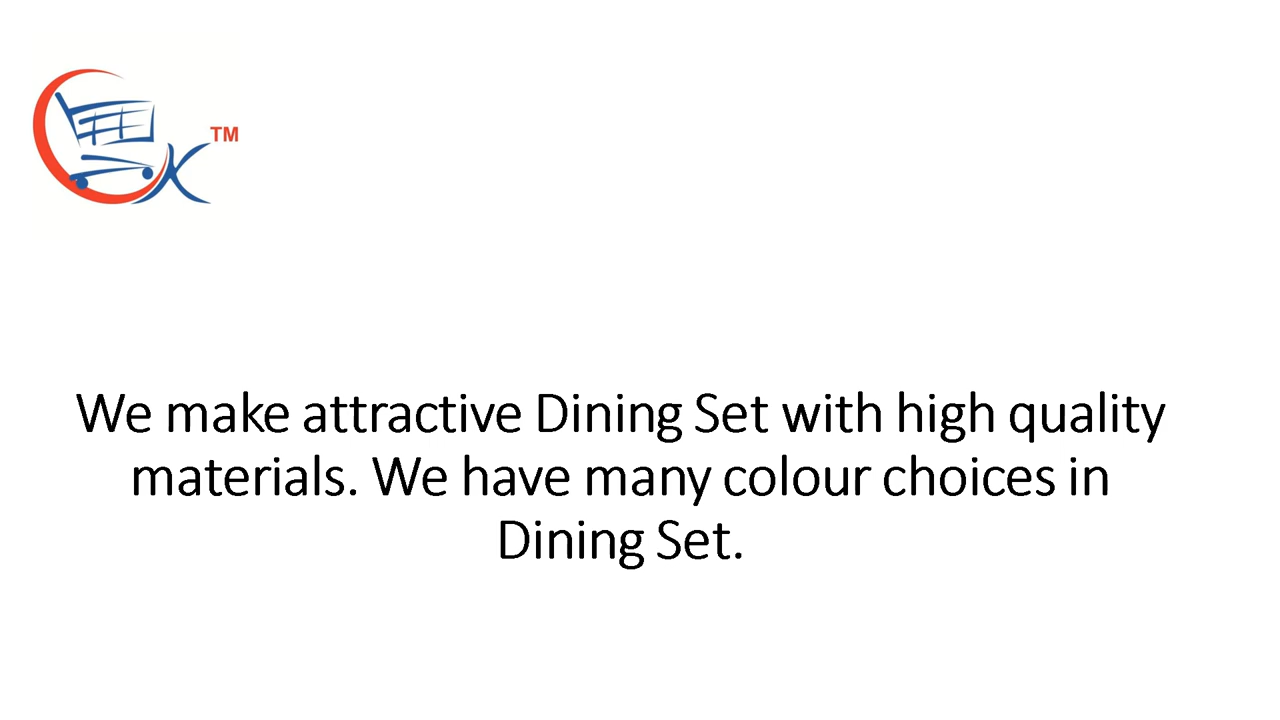 TM
We make attractive Dining Set with high quality
materials. We have many colour choices in
Dining Set.